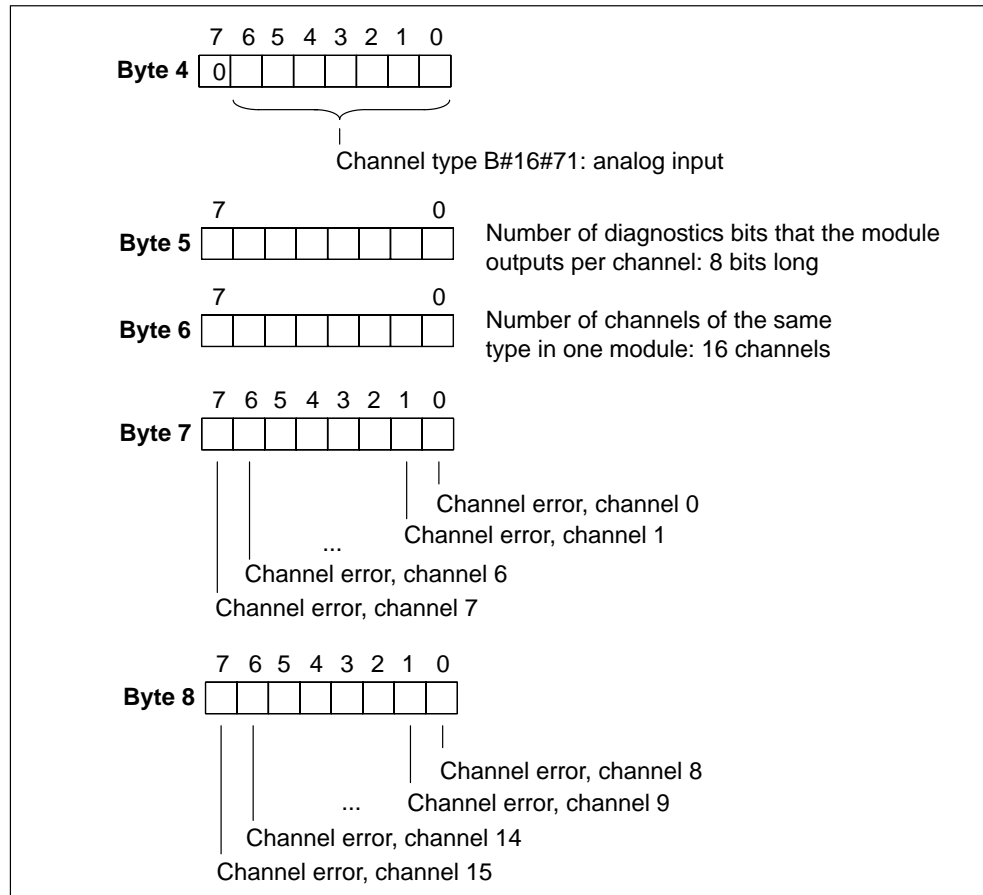 7 6 5 4 3 2 1 0
Byte 4 0
Channel type B#16#71: analog input
7 0
Byte 5
Number of diagnostics bits that the module
outputs per channel: 8 bits long
7 0
Byte 6
Number of channels of the same
type in one module: 16 channels
7 6 5 4 3 2 1 0
Byte 7
Channel error, channel 0
Channel error, channel 1
...
Channel error, channel 6
Channel error, channel 7
7 6 5 4 3 2 1 0
Byte 8
Channel error, channel 8
... Channel error, channel 9
Channel error, channel 14
Channel error, channel 15